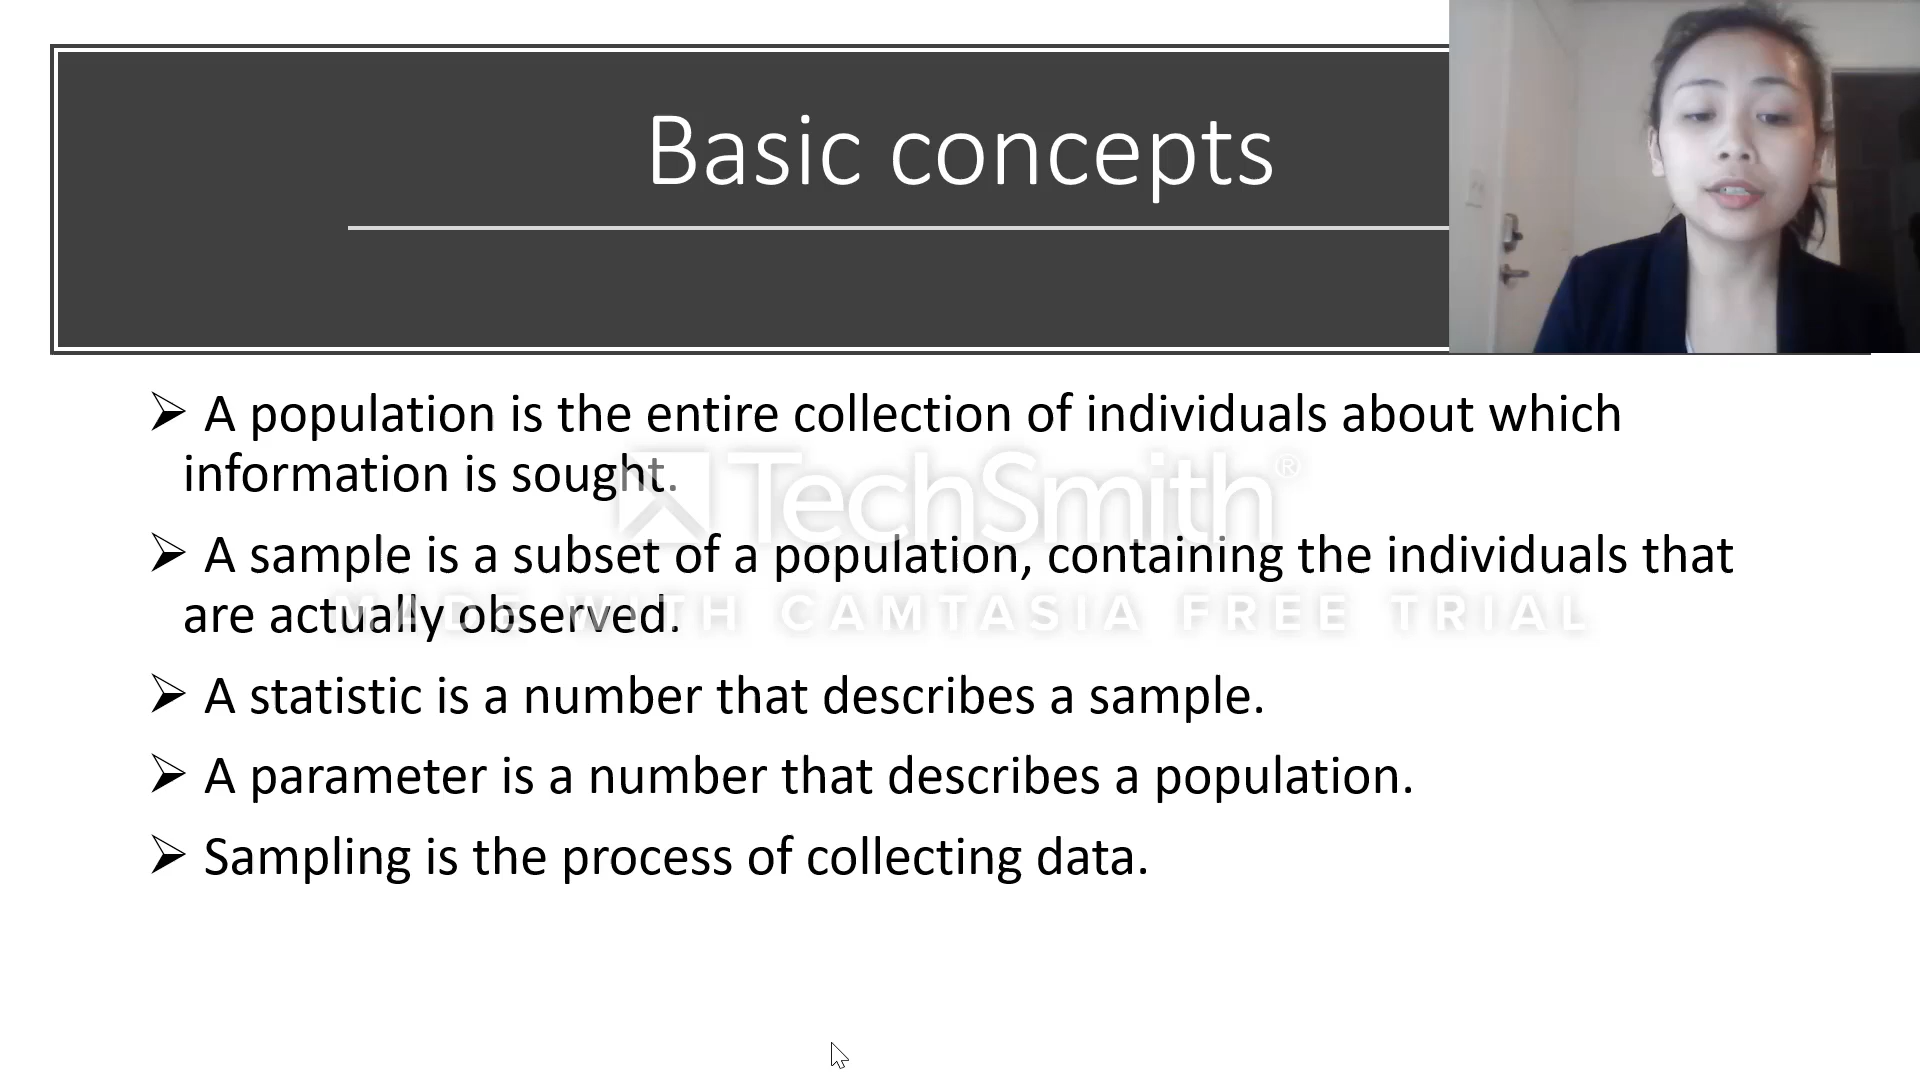 Basic concepts
➢ A population is the entire collection of individuals about which
information is sought.
TechSmith®
➢ A sample is a subset of a population, containing the individuals that
are actually observed.
MADE WITH CAMTASIA FREE TRIAL
➢ A statistic is a number that describes a sample.
➢ A parameter is a number that describes a population.
➢ Sampling is the process of collecting data.